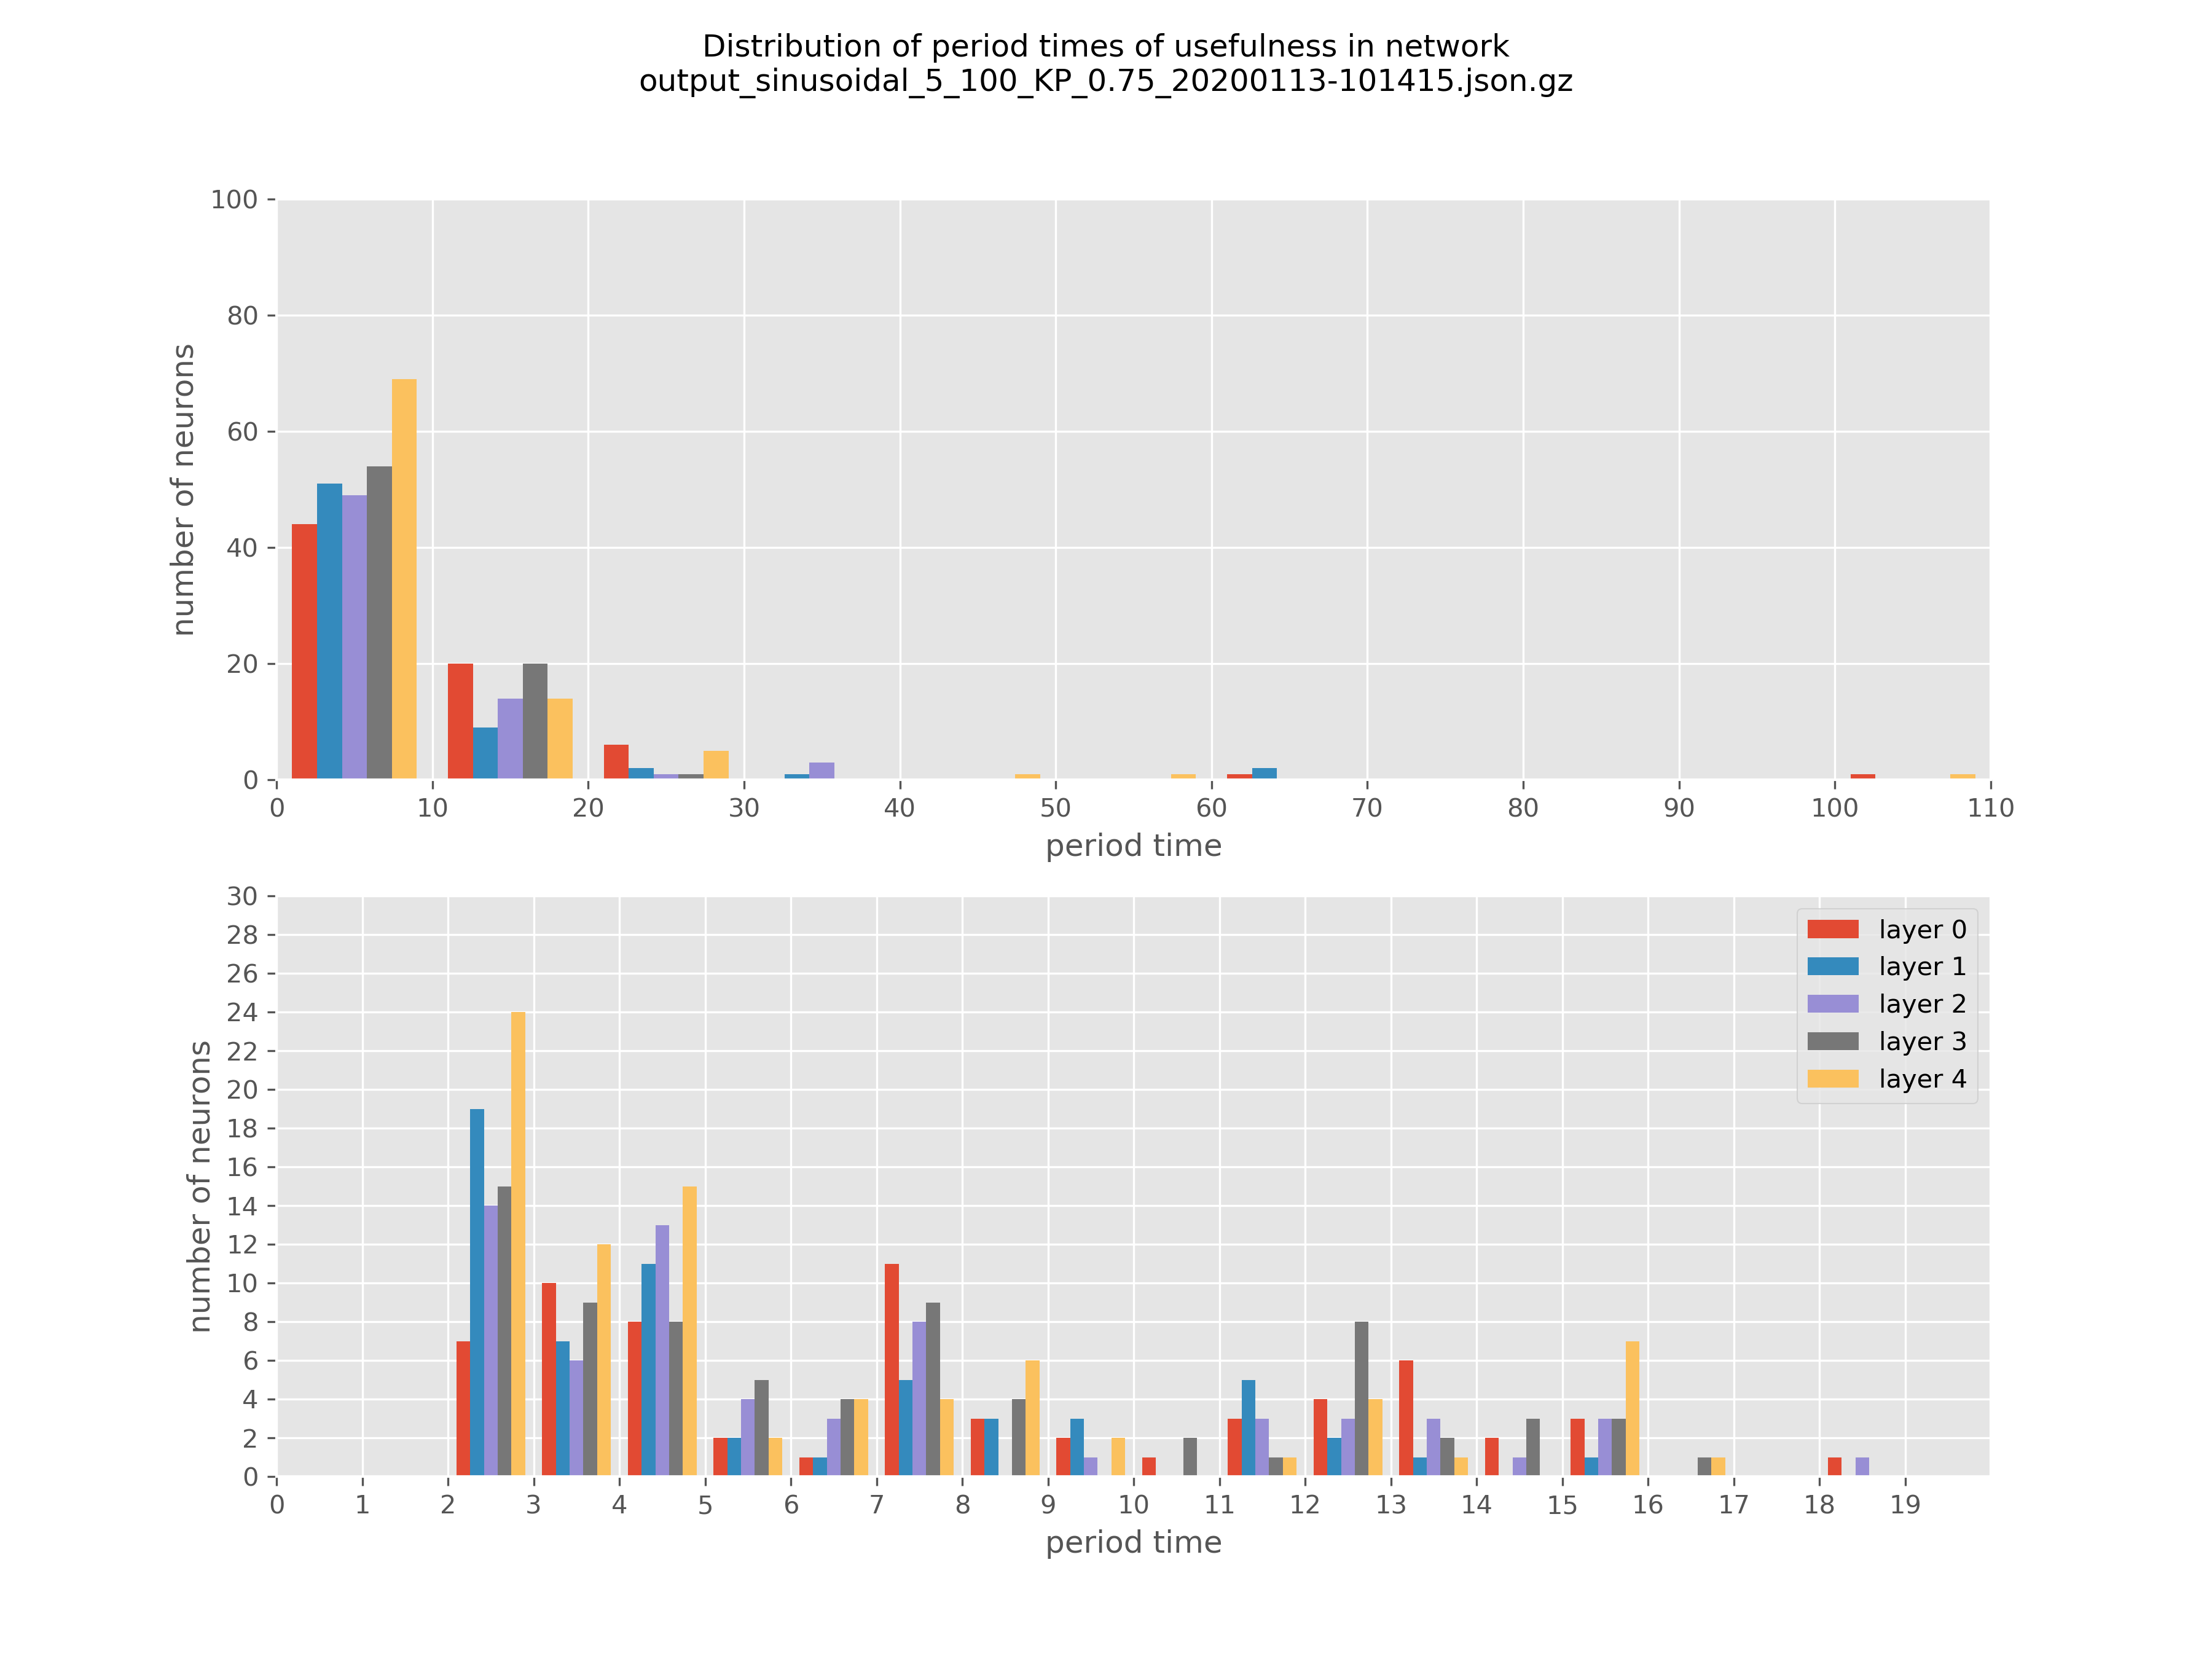 Distribution of period times of usefulness in network
output_sinusoidal_5_100_KP_0.75_20200113-101415.json.gz
100
80
60
40
20
0
number of neurons
0 10 20 30 40 50 60 70 80 90 100 110
period time
30
28
26
24
22
20
18
16
14
12
10
8
6
4
2
0
number of neurons
layer 0
layer 1
layer 2
layer 3
layer 4
0 1 2 3 4 5 6 7 8 9 10 11 12 13 14 15 16 17 18 19
period time